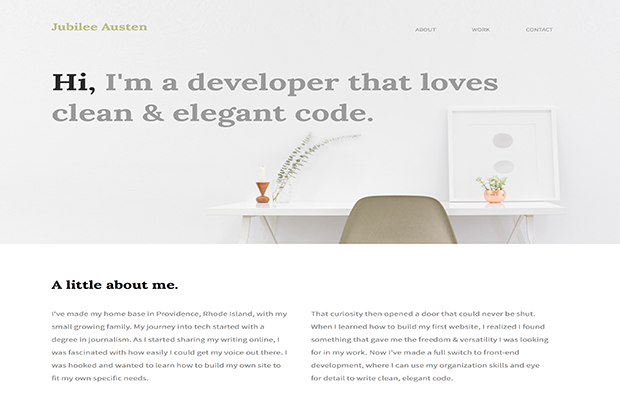 Jubilee Austen
ABOUT WORK CONTACT
Hi, I'm a developer that loves
clean & elegant code.
A little about me.
I've made my home base in Providence, Rhode Island, with my
small growing family. My journey into tech started with a
degree in journalism. As I started sharing my writing online, I
was fascinated with how easily I could get my voice out there. I
was hooked and wanted to learn how to build my own site to
fit my own specific needs.
That curiosity then opened a door that could never be shut.
When I learned how to build my first website, I realized I found
something that gave me the freedom & versatility I was looking
for in my work. Now I've made a full switch to front-end
development, where I can use my organization skills and eye
for detail to write clean, elegant code.